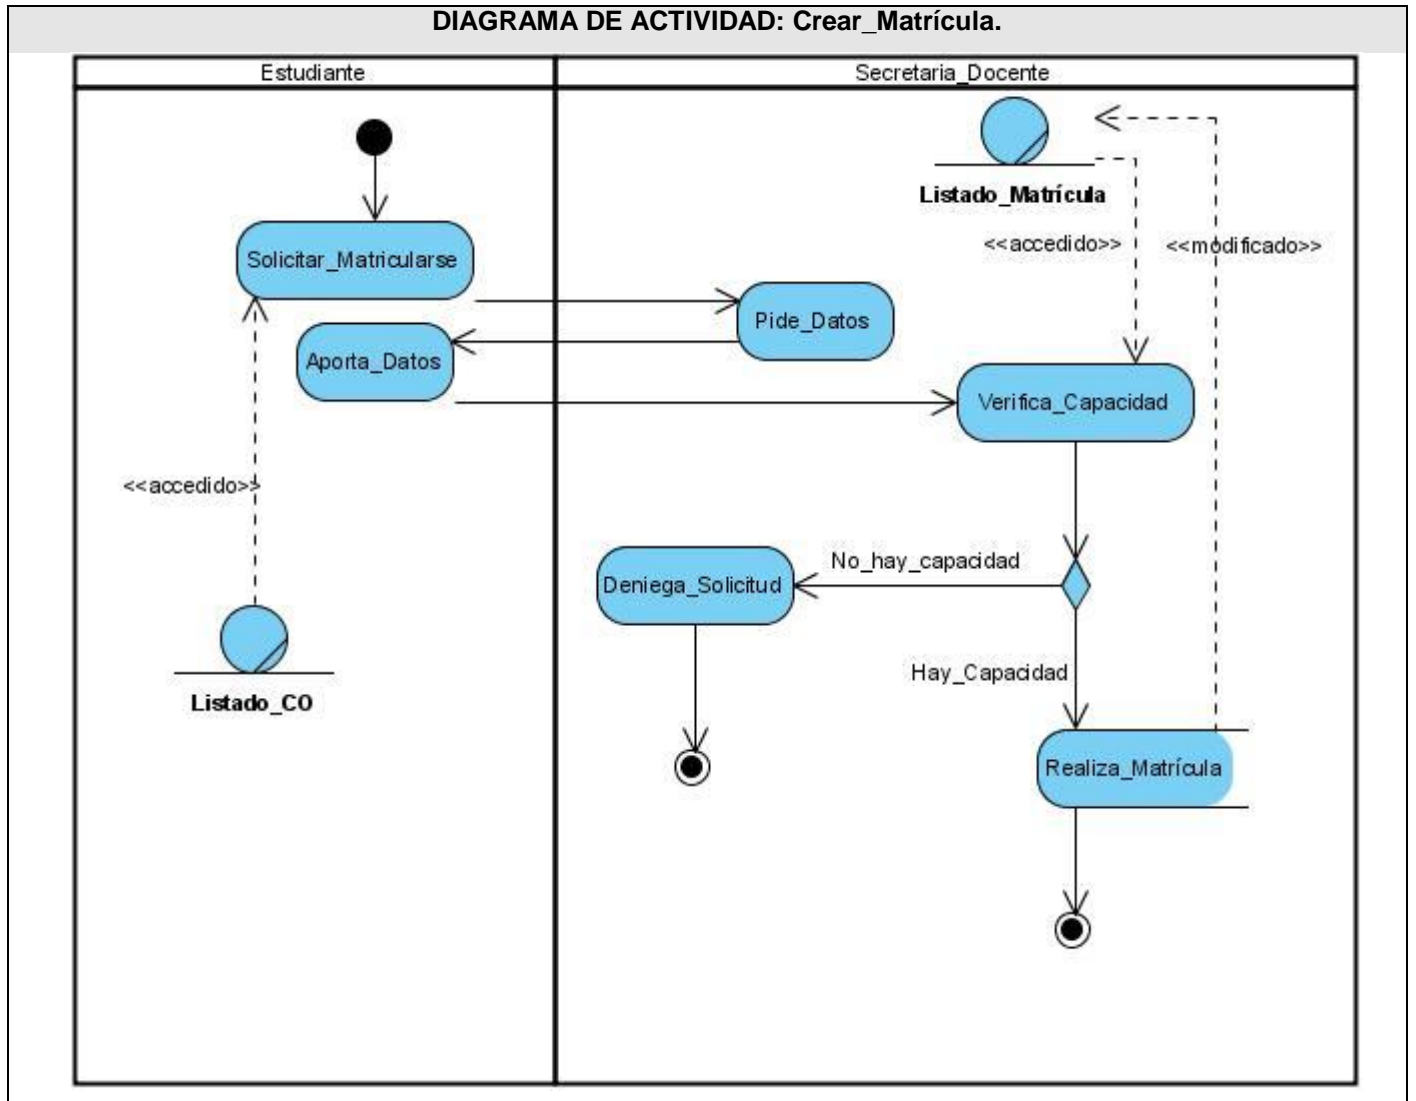 DIAGRAMA DE ACTIVIDAD: Crear_Matrícula.
Estudiante
Secretaria_Docente
Listado_Matrícula
<<accedido>>
<<modificado>>
Solicitar_Matricularse
Pide_Datos
Aporta_Datos
Verifica_Capacidad
<<accedido>>
No_hay_capacidad
Deniega_Solicitud
Hay_Capacidad
Listado_CO
Realiza_Matrícula